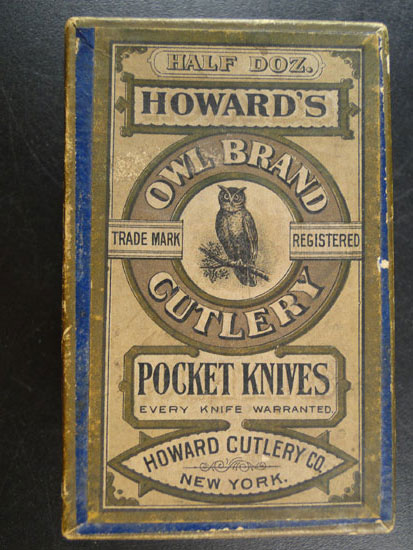 HALF DOZ.
HOWARD'S
OWL BRAND
TRADE MARK REGISTERED
CUTLERY
POCKET KNIVES
EVERY KNIFE WARRANTED.
HOWARD CUTLERY CO.
NEW YORK.